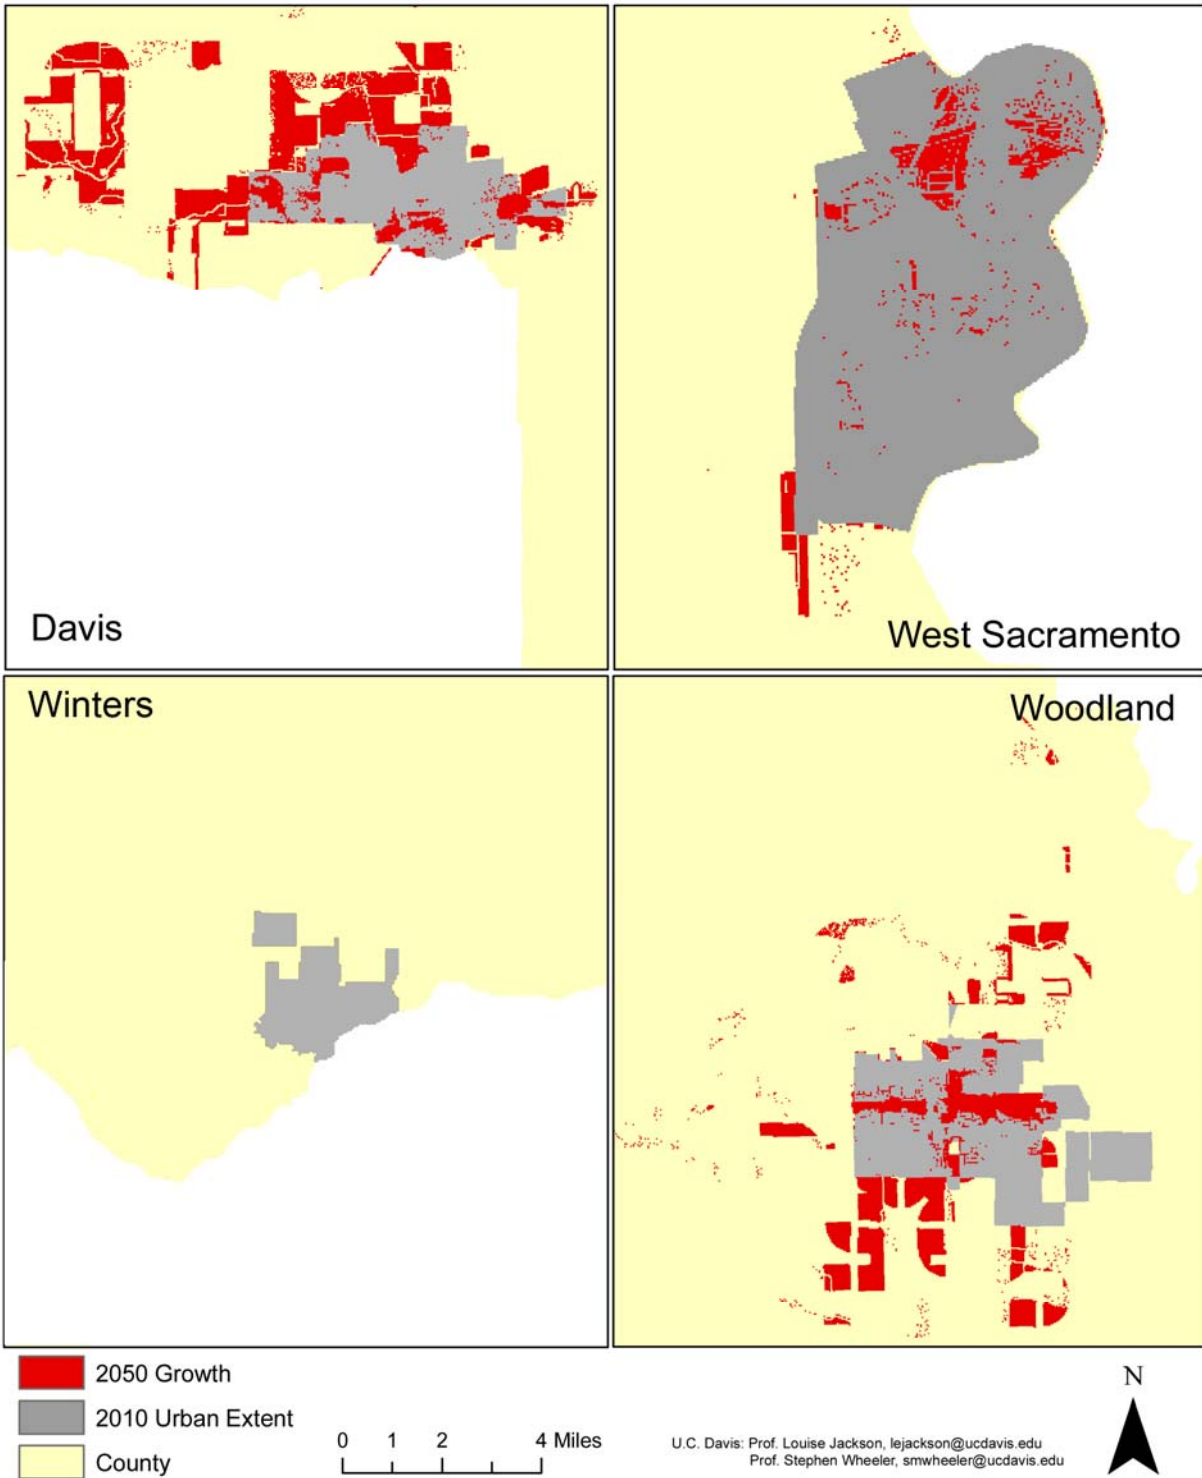 Davis
West Sacramento
Winters
Woodland
2050 Growth
2010 Urban Extent
County
0 1 2 4 Miles
U.C. Davis: Prof. Louise Jackson, lejackson@ucdavis.edu
Prof. Stephen Wheeler, smwheeler@ucdavis.edu
N